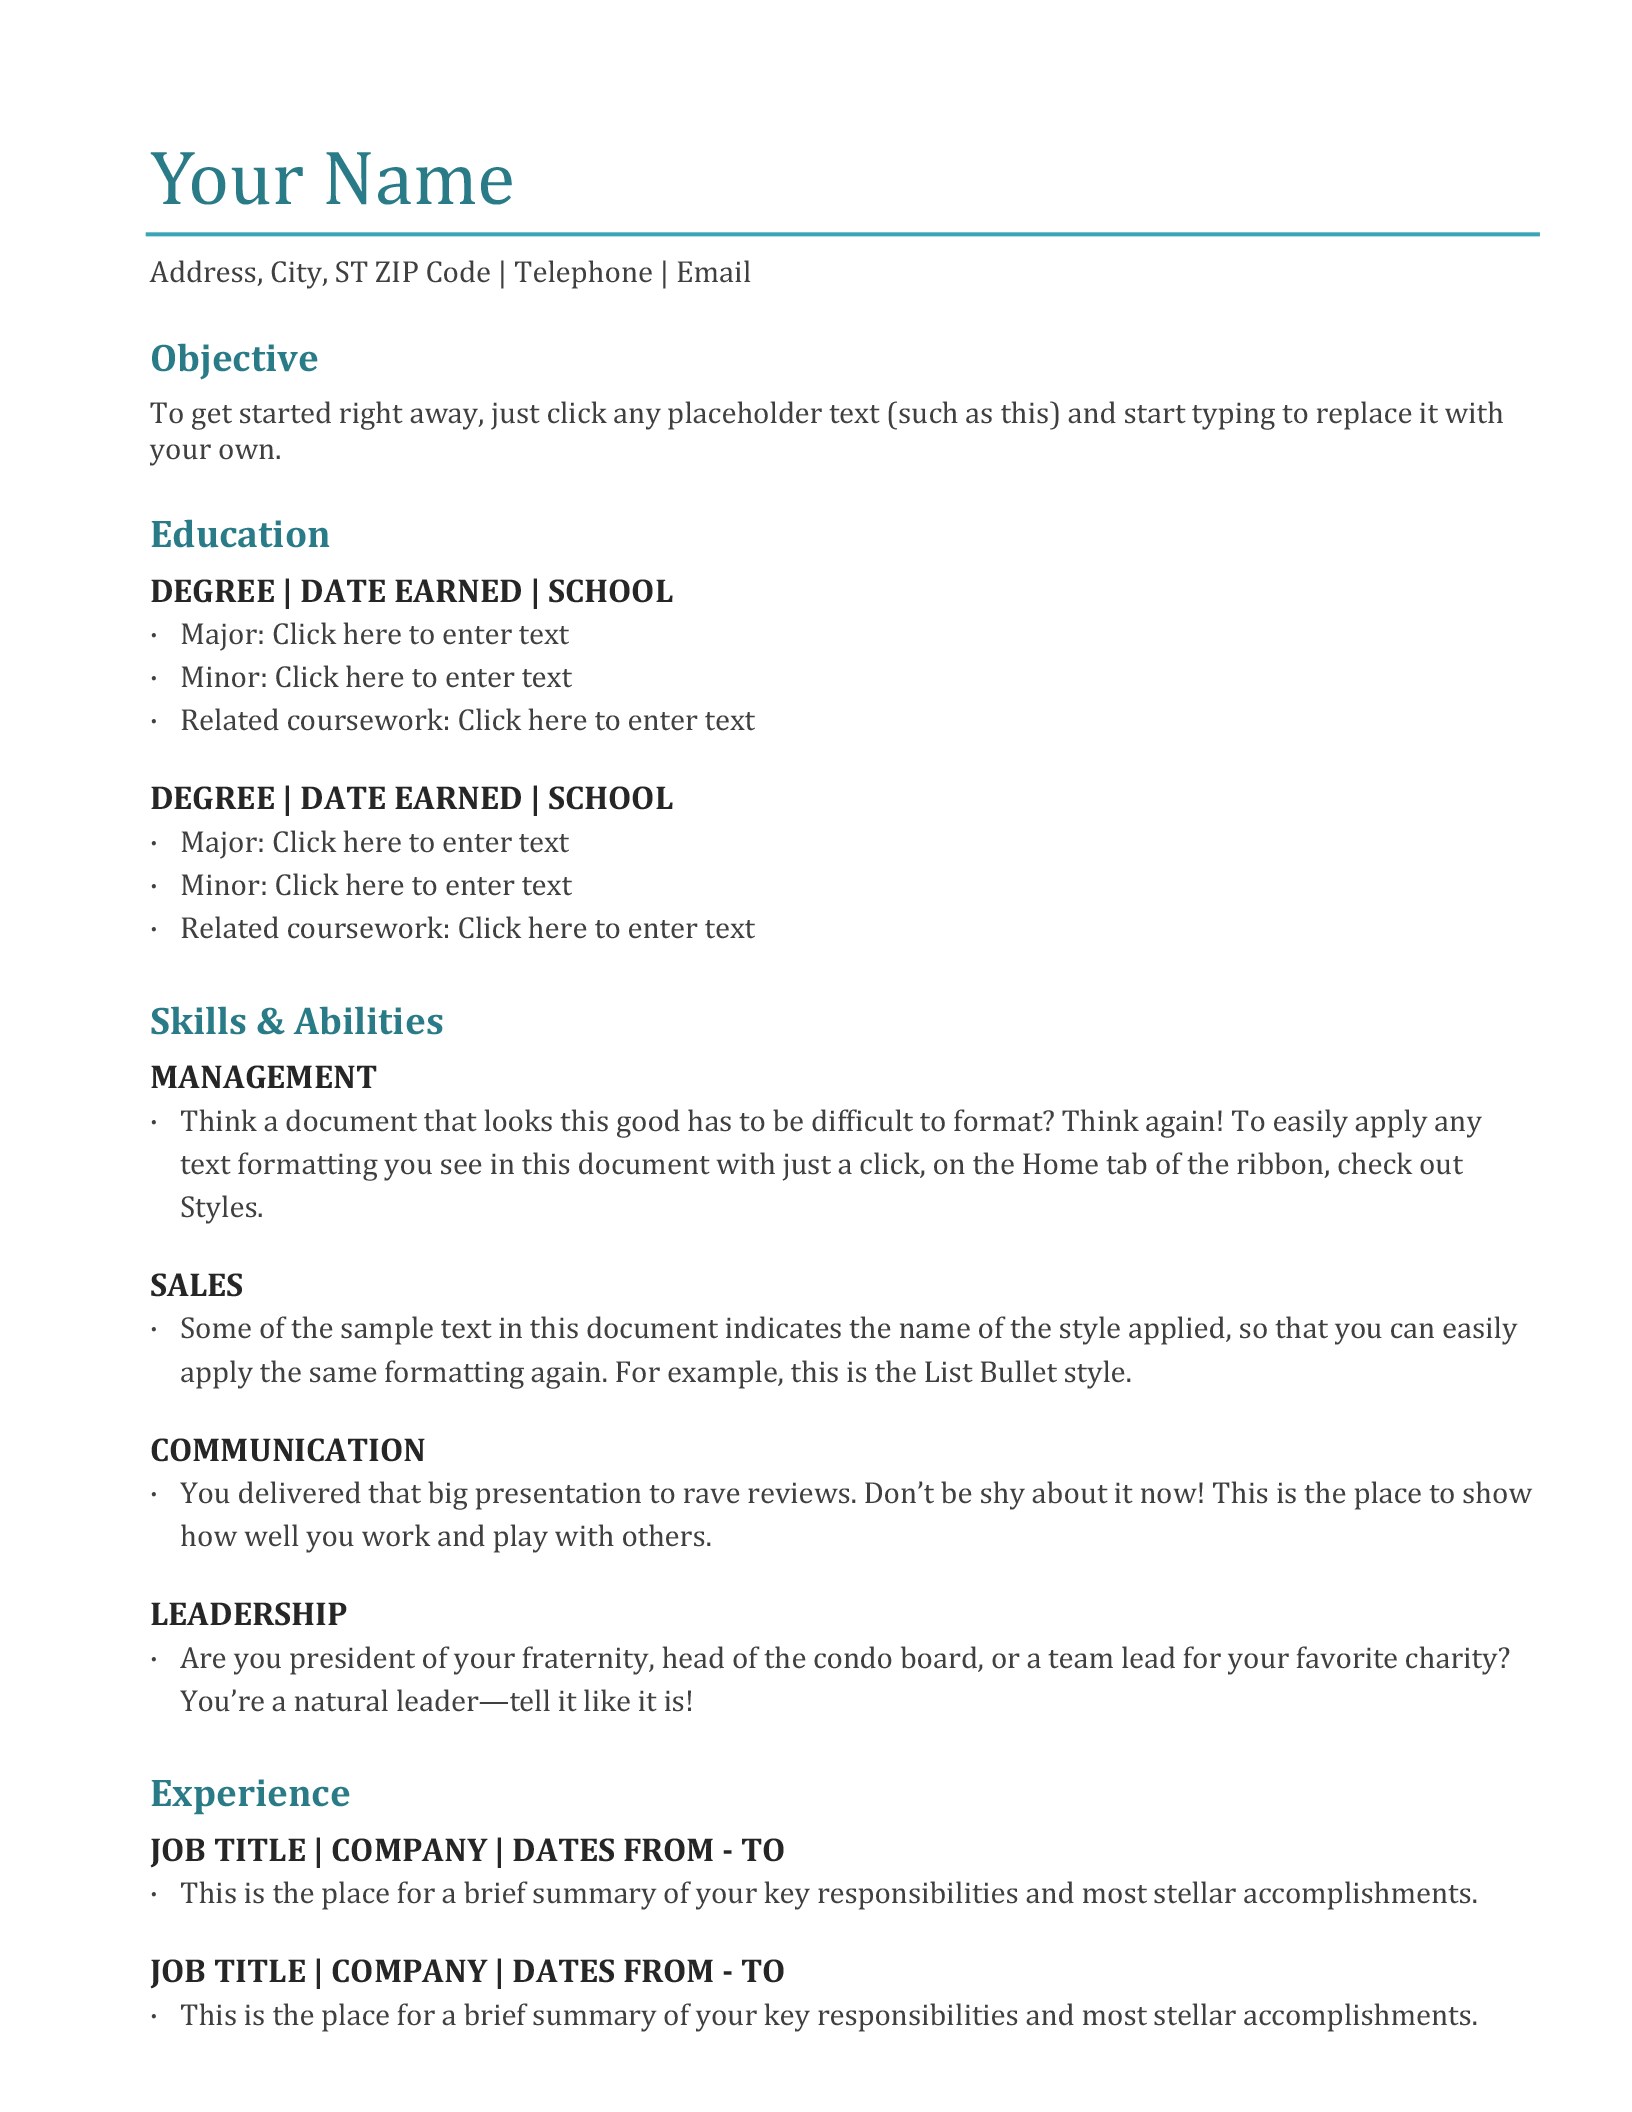 Your Name
Address, City, ST ZIP Code | Telephone | Email
Objective
To get started right away, just click any placeholder text (such as this) and start typing to replace it with
your own.
Education
DEGREE | DATE EARNED | SCHOOL
· Major: Click here to enter text
· Minor: Click here to enter text
· Related coursework: Click here to enter text
DEGREE | DATE EARNED | SCHOOL
· Major: Click here to enter text
· Minor: Click here to enter text
· Related coursework: Click here to enter text
Skills & Abilities
MANAGEMENT
· Think a document that looks this good has to be difficult to format? Think again! To easily apply any
text formatting you see in this document with just a click, on the Home tab of the ribbon, check out
Styles.
SALES
· Some of the sample text in this document indicates the name of the style applied, so that you can easily
apply the same formatting again. For example, this is the List Bullet style.
COMMUNICATION
· You delivered that big presentation to rave reviews. Don’t be shy about it now! This is the place to show
how well you work and play with others.
LEADERSHIP
· Are you president of your fraternity, head of the condo board, or a team lead for your favorite charity?
You’re a natural leader—tell it like it is!
Experience
JOB TITLE | COMPANY | DATES FROM - TO
· This is the place for a brief summary of your key responsibilities and most stellar accomplishments.
JOB TITLE | COMPANY | DATES FROM - TO
· This is the place for a brief summary of your key responsibilities and most stellar accomplishments.